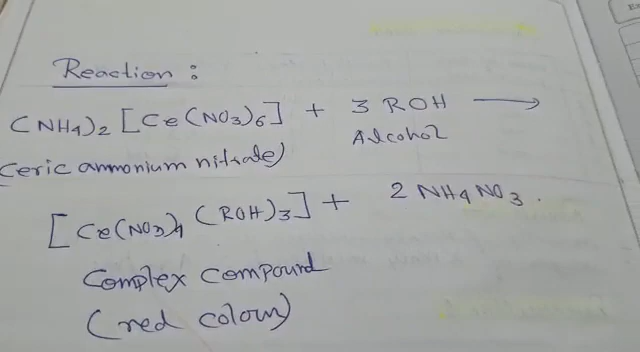 Reaction :
(NH4)2 [Ce(NO3)6] + 3 ROH ⟶
Alcohol
(ceric ammonium nitrate)
[Ce(NO3)4 (ROH)3] + 2 NH4NO3.
Complex compound
(red colour)